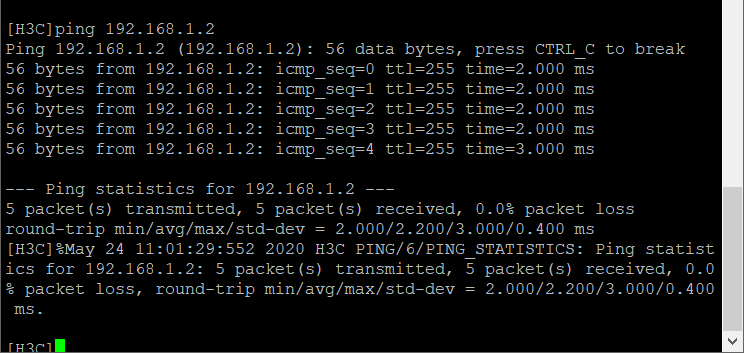 [H3C]ping 192.168.1.2
Ping 192.168.1.2 (192.168.1.2): 56 data bytes, press CTRL_C to break
56 bytes from 192.168.1.2: icmp_seq=0 ttl=255 time=2.000 ms
56 bytes from 192.168.1.2: icmp_seq=1 ttl=255 time=2.000 ms
56 bytes from 192.168.1.2: icmp_seq=2 ttl=255 time=2.000 ms
56 bytes from 192.168.1.2: icmp_seq=3 ttl=255 time=2.000 ms
56 bytes from 192.168.1.2: icmp_seq=4 ttl=255 time=3.000 ms
--- Ping statistics for 192.168.1.2 ---
5 packet(s) transmitted, 5 packet(s) received, 0.0% packet loss
round-trip min/avg/max/std-dev = 2.000/2.200/3.000/0.400 ms
[H3C]%May 24 11:01:29:552 2020 H3C PING/6/PING_STATISTICS: Ping statist
ics for 192.168.1.2: 5 packet(s) transmitted, 5 packet(s) received, 0.0
% packet loss, round-trip min/avg/max/std-dev = 2.000/2.200/3.000/0.400
 ms.
[H3C]